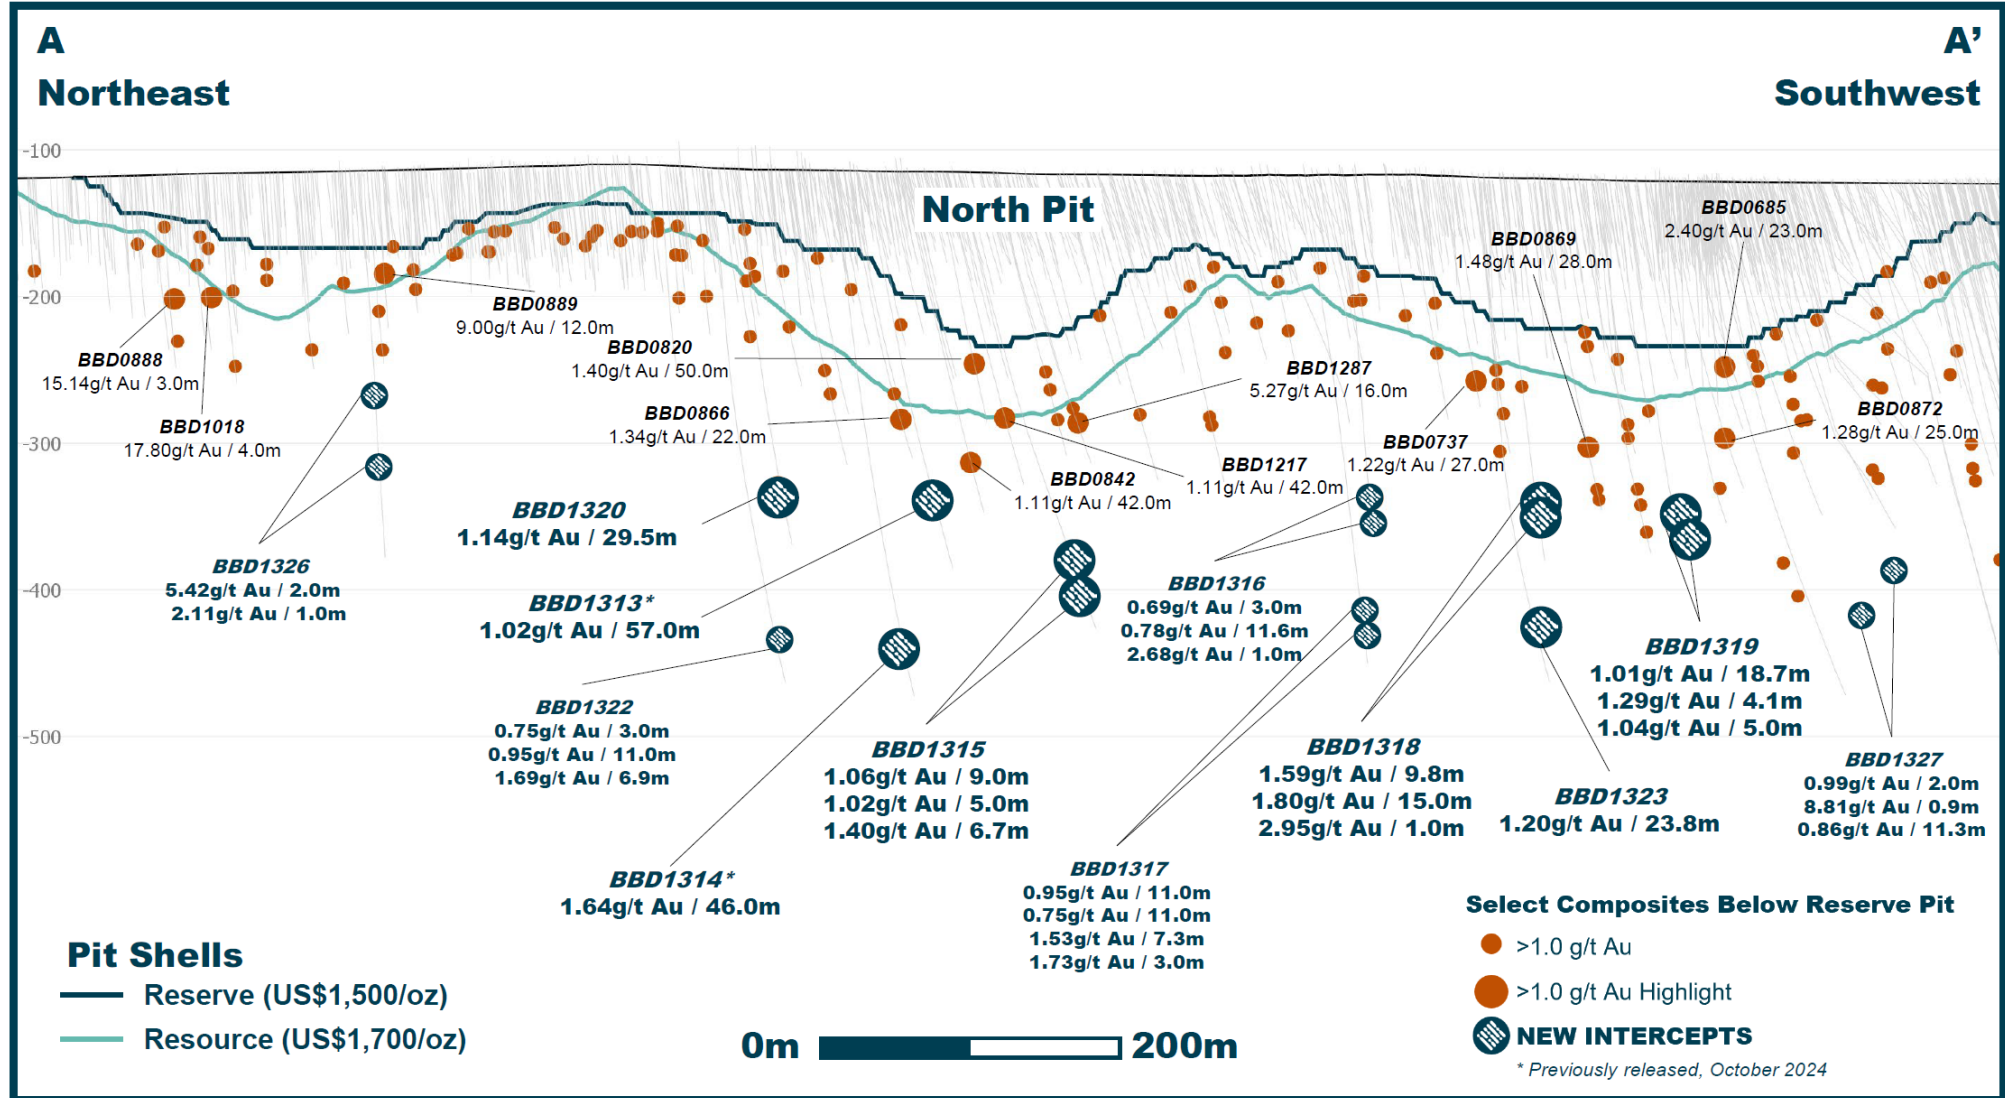 A
A'
Northeast
Southwest
-100
North Pit
BBD0685
2.40g/t Au / 23.0m
BBD0869
1.48g/t Au / 28.0m
-200
BBD0889
9.00g/t Au / 12.0m
BBD0820
1.40g/t Au / 50.0m
BBD0888
15.14g/t Au / 3.0m
BBD1287
5.27g/t Au / 16.0m
BBD0866
1.34g/t Au / 22.0m
BBD0872
1.28g/t Au / 25.0m
BBD1018
17.80g/t Au / 4.0m
-300
BBD0737
1.22g/t Au / 27.0m
BBD1217
1.11g/t Au / 42.0m
BBD0842
1.11g/t Au / 42.0m
BBD1320
1.14g/t Au / 29.5m
BBD1326
5.42g/t Au / 2.0m
2.11g/t Au / 1.0m
-400
BBD1313*
1.02g/t Au / 57.0m
BBD1316
0.69g/t Au / 3.0m
0.78g/t Au / 11.6m
2.68g/t Au / 1.0m
BBD1319
1.01g/t Au / 18.7m
1.29g/t Au / 4.1m
1.04g/t Au / 5.0m
-500
BBD1322
0.75g/t Au / 3.0m
0.95g/t Au / 11.0m
1.69g/t Au / 6.9m
BBD1315
1.06g/t Au / 9.0m
1.02g/t Au / 5.0m
1.40g/t Au / 6.7m
BBD1318
1.59g/t Au / 9.8m
1.80g/t Au / 15.0m
2.95g/t Au / 1.0m
BBD1323
1.20g/t Au / 23.8m
BBD1327
0.99g/t Au / 2.0m
8.81g/t Au / 0.9m
0.86g/t Au / 11.3m
BBD1314*
1.64g/t Au / 46.0m
BBD1317
0.95g/t Au / 11.0m
0.75g/t Au / 11.0m
1.53g/t Au / 7.3m
1.73g/t Au / 3.0m
Pit Shells
Reserve (US$1,500/oz)
Resource (US$1,700/oz)
0m
200m
Select Composites Below Reserve Pit
>1.0 g/t Au
>1.0 g/t Au Highlight
NEW INTERCEPTS
* Previously released, October 2024